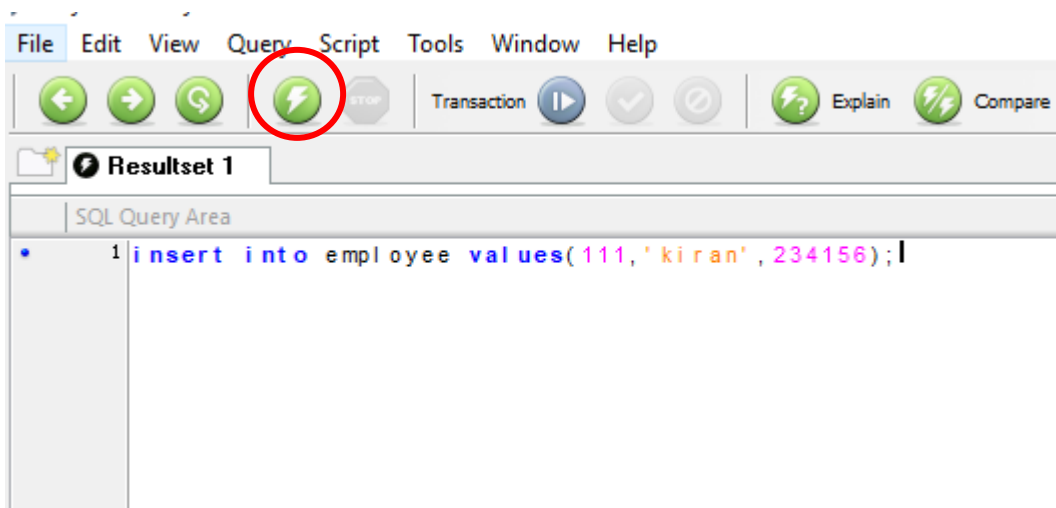 File Edit View Query Script Tools Window Help
STOP Transaction Explain Compare
Resultset 1
SQL Query Area
1 insert into employee values(111,'kiran',234156);